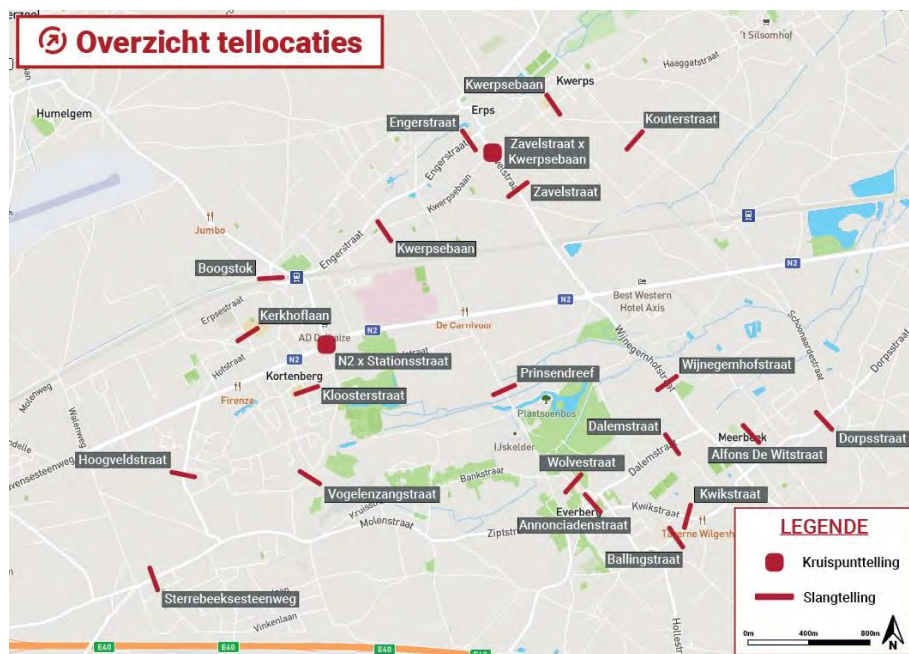 Overzicht tellocaties
't Silsomhof
Haaggatstraat
Kwerps
Kwerpsebaan
Erps
Humelgem
Engerstraat
Kouterstraat
Zavelstraat x
Kwerpsebaan
Engerstraat
Kwerpsebaan
Zavelstraat
Jumbo
Engerstraat
Kwerpsebaan
Boogstok
N2
N2
Best Western
Hotel Axis
Schoonaardestraat
Dorpsstraat
Erpsestraat
Kerkhoflaan
De Carnivoor
N2
N2 x Stationsstraat
Wijnegemhofstraat
Hofstraat
N2
Kortenberg
Prinsendreef
Wijnegemhofstraat
Molenweg
Firenze
Kloosterstraat
Plantsoenbos
Walenweg
Dalemstraat
Meerbeek
Dorpsstraat
IJskelder
Dalemstraat
Alfons De Witstraat
Hoogveldstraat
Wolvestraat
Bankstraat
Vogelenzangstraat
Kwikstraat
Everberg
Kwikstraat
Molenstraat
Annonciadenstraat
Ballingstraat
LEGENDE
Kruispunttelling
Slangtelling
Sterrebeeksesteenweg
Vinkenlaan
0m
400m
800m
N
E40
E40
E40